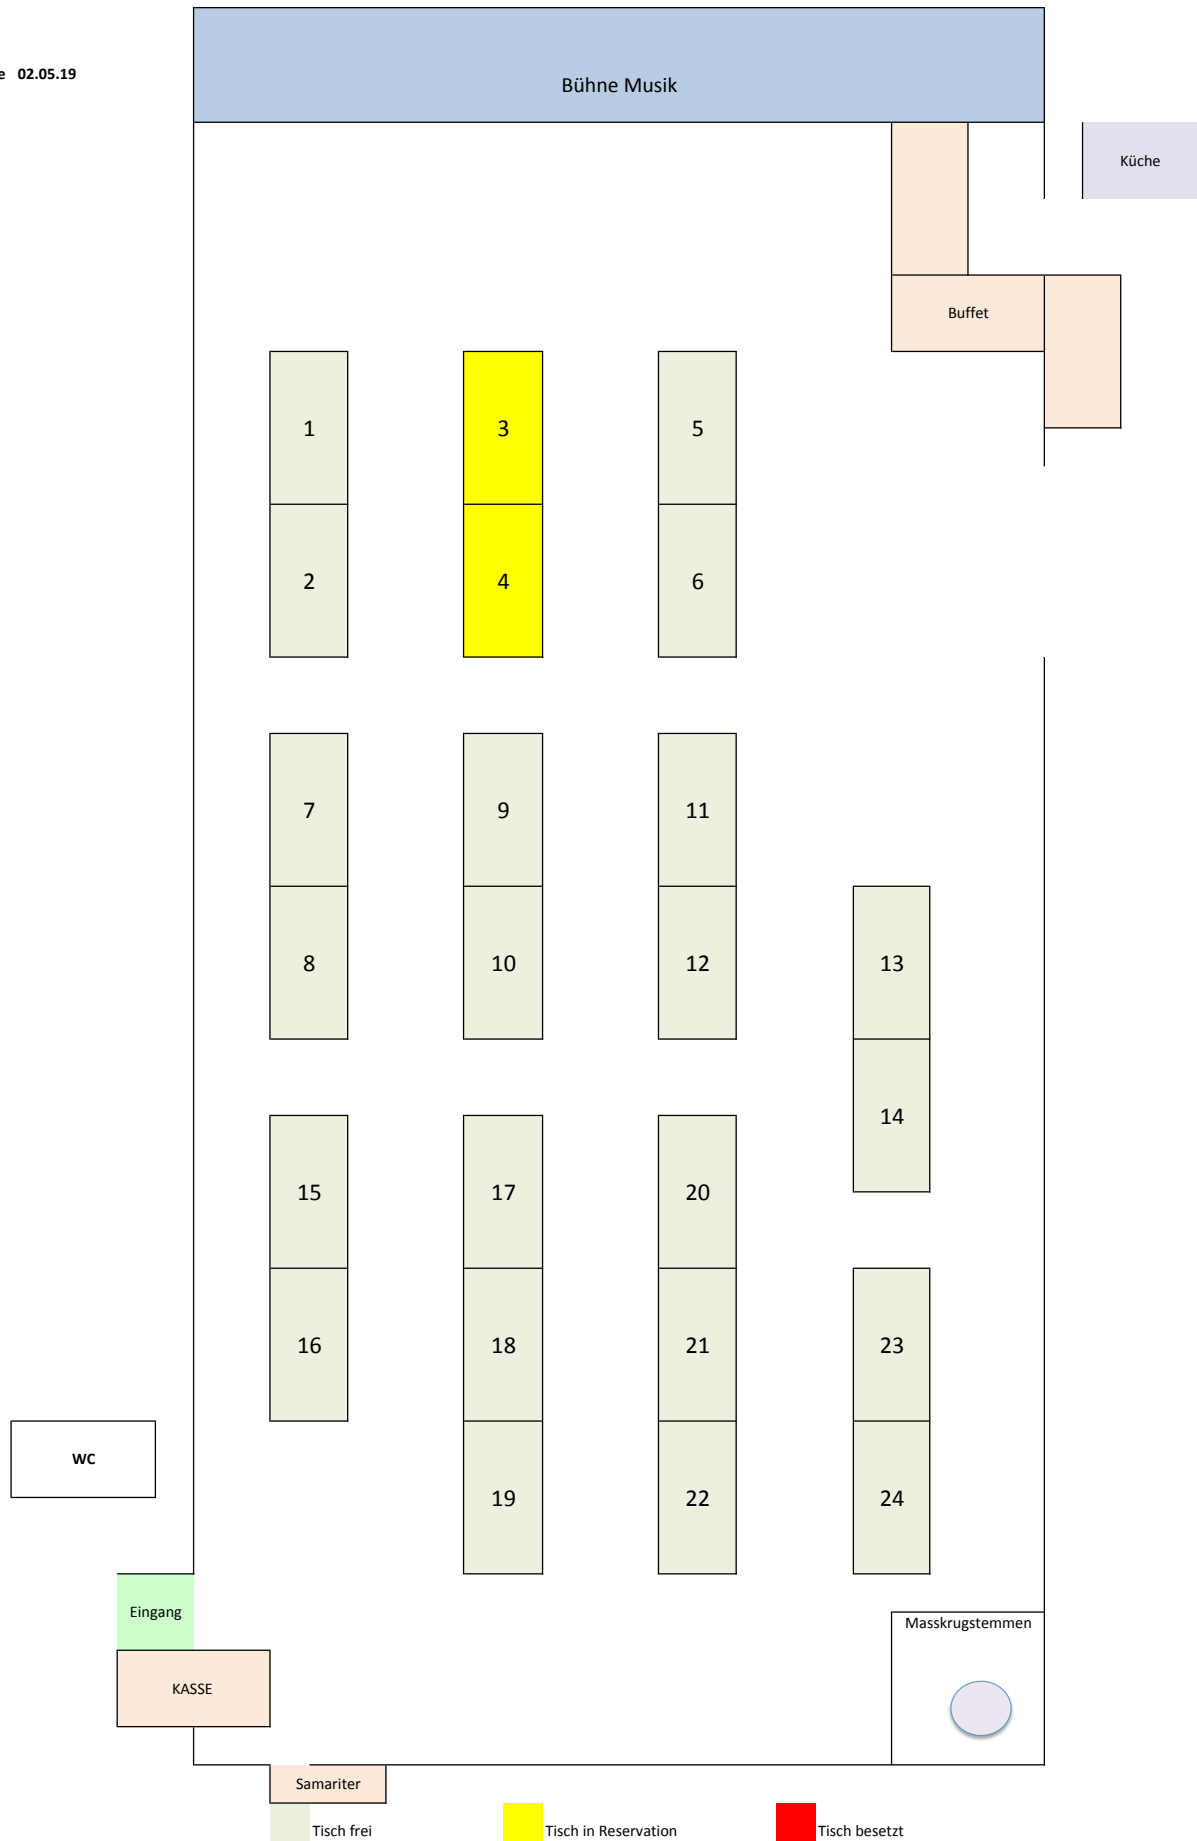 e 02.05.19
Bühne Musik
Küche
Buffet
1 3 5
2 4 6
7 9 11
8 10 12 13
14
15 17 20
16 18 21 23
WC
19 22 24
Eingang
Masskrugstemmen
KASSE
Samariter
Tisch frei Tisch in Reservation Tisch besetzt